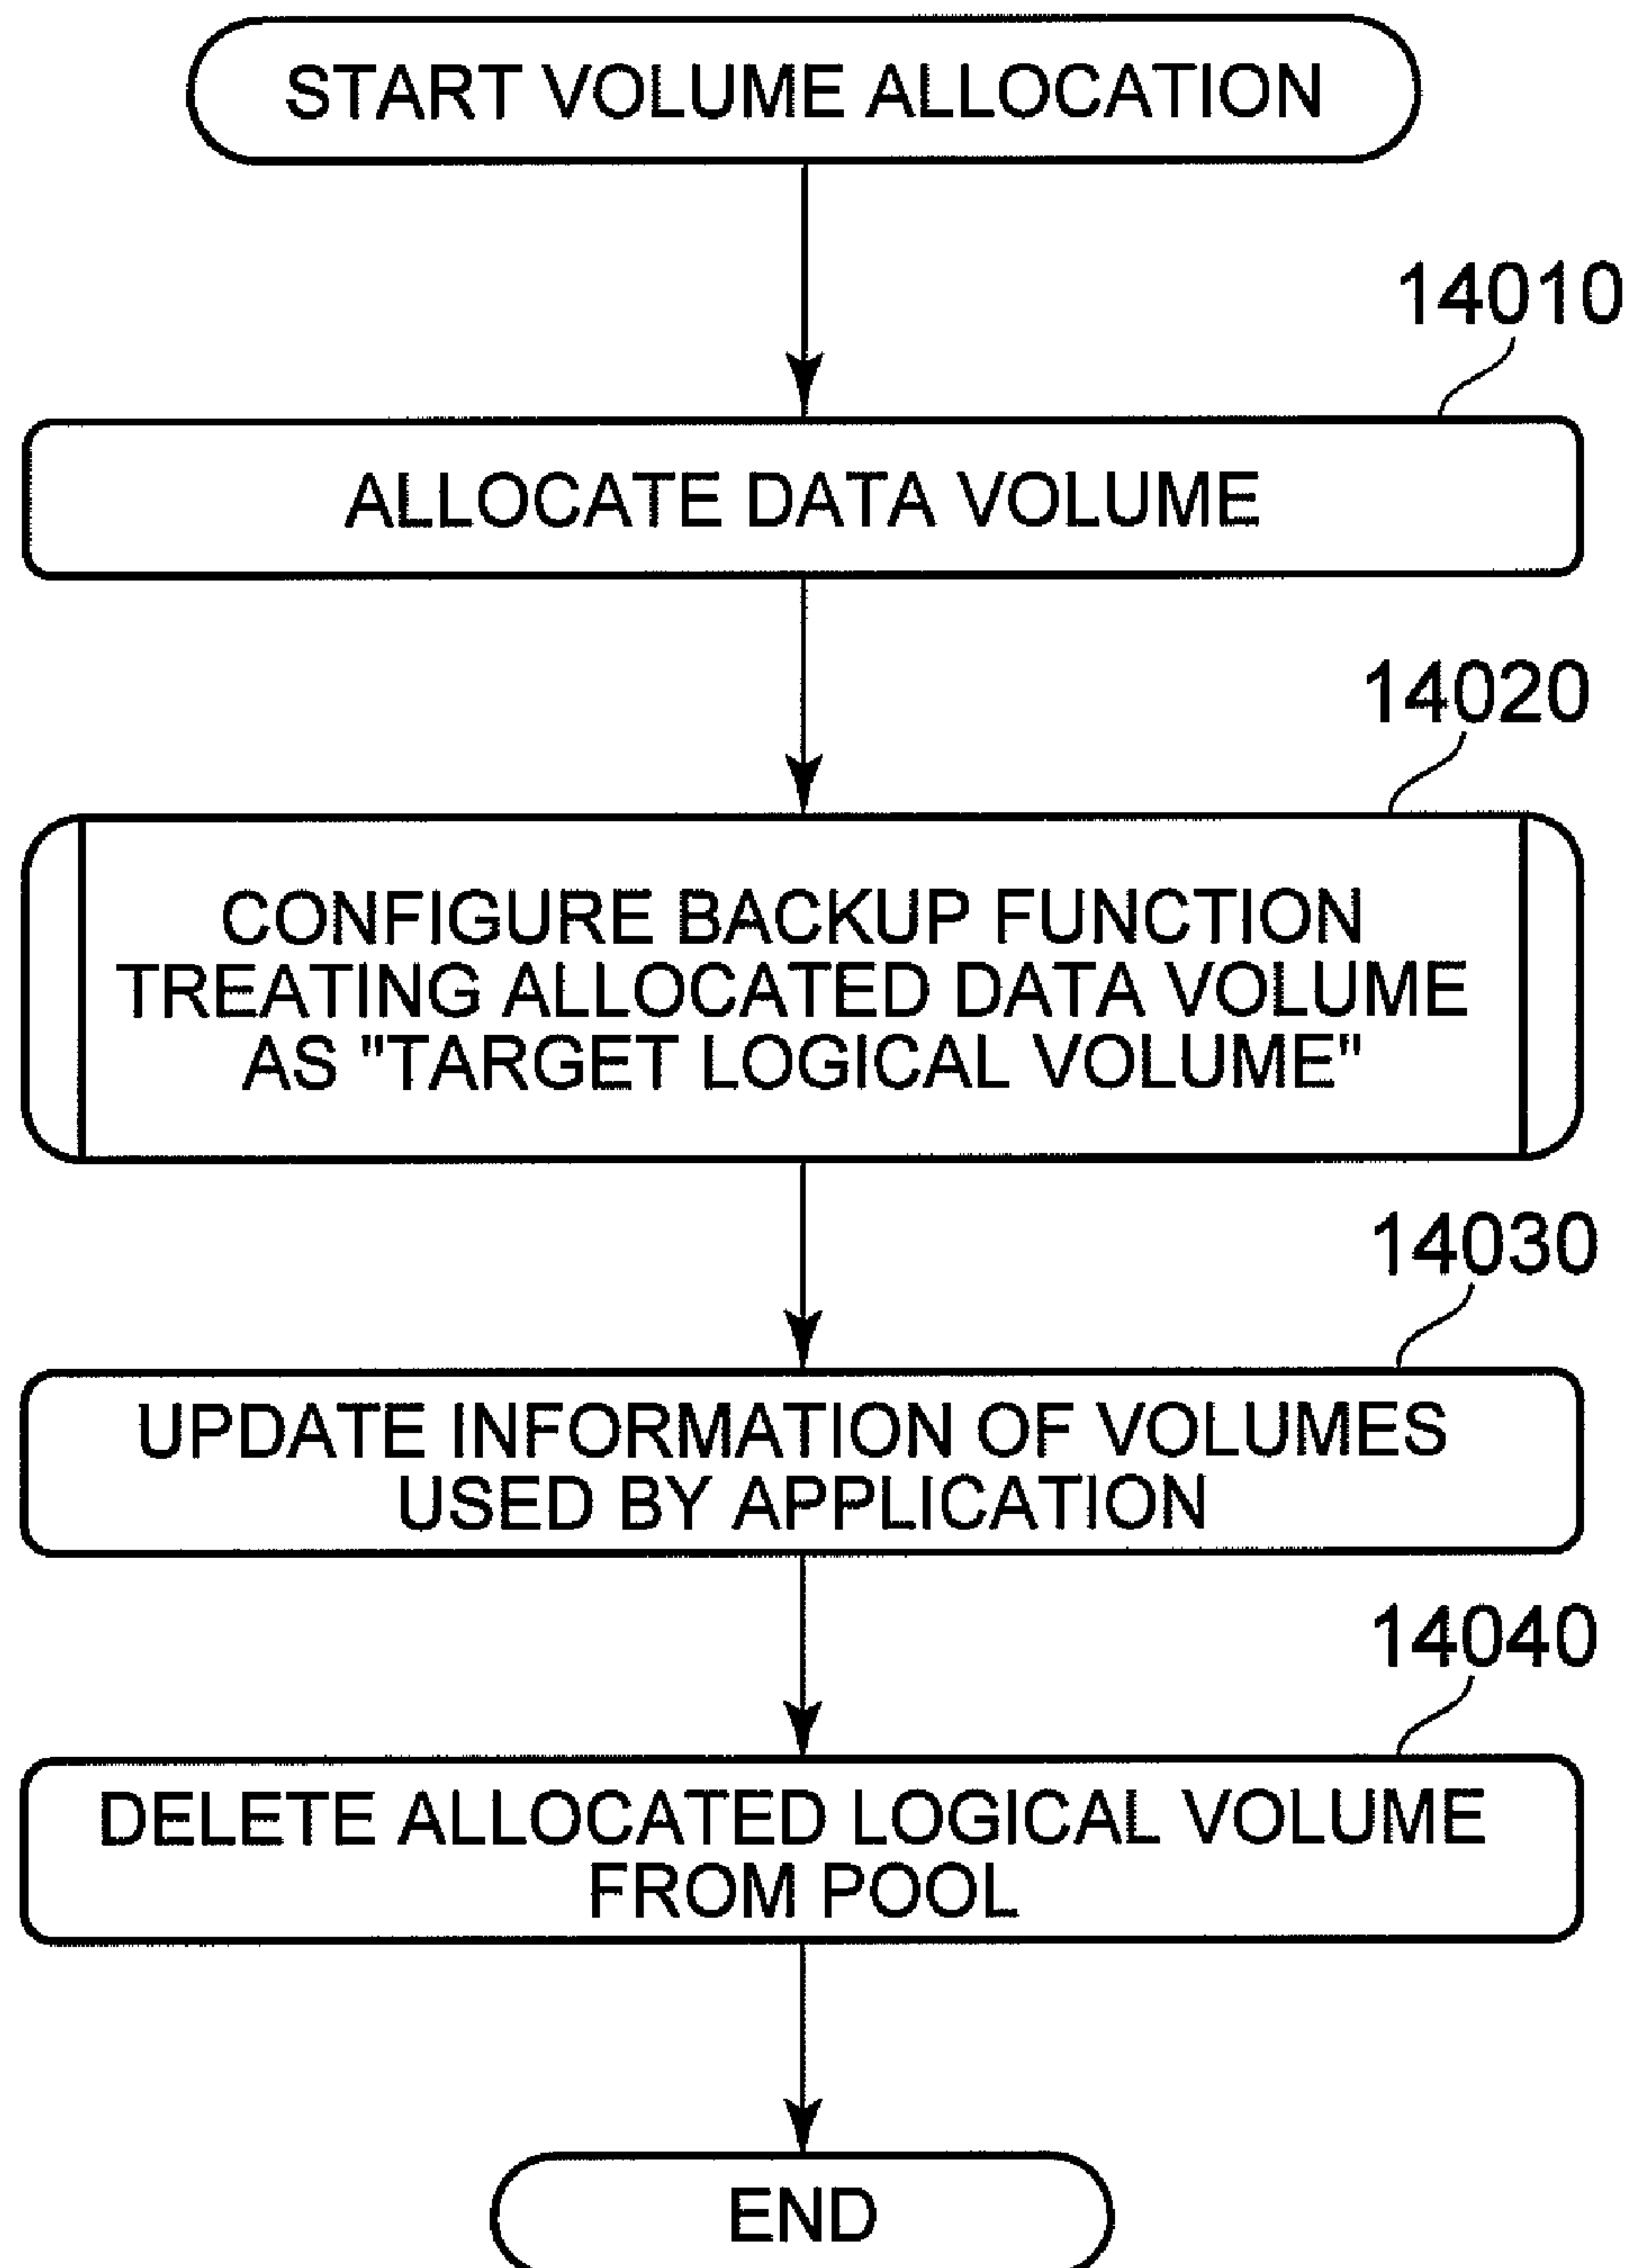 START VOLUME ALLOCATION
14010
ALLOCATE DATA VOLUME
14020
CONFIGURE BACKUP FUNCTION
TREATING ALLOCATED DATA VOLUME
AS "TARGET LOGICAL VOLUME"
14030
UPDATE INFORMATION OF VOLUMES
USED BY APPLICATION
14040
DELETE ALLOCATED LOGICAL VOLUME
FROM POOL
END